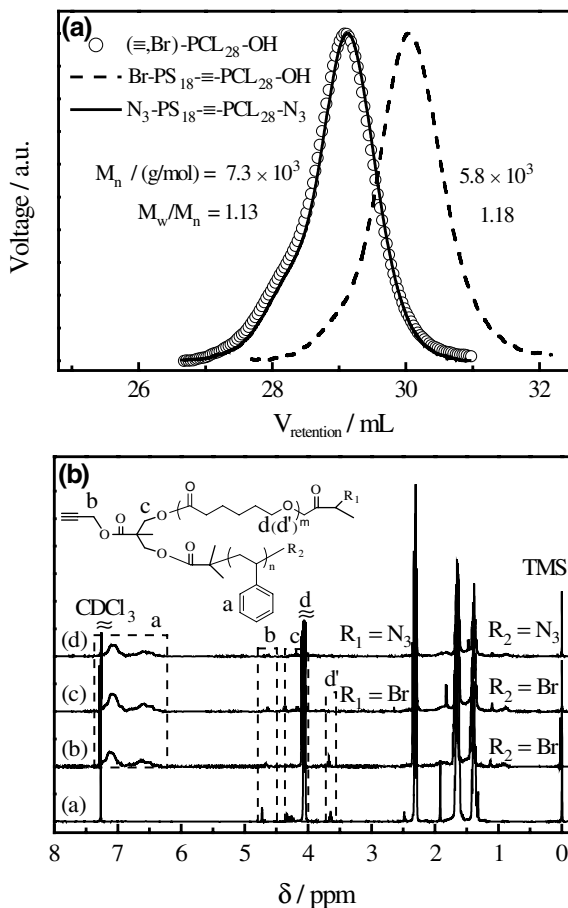 (a)
(≡,Br)-PCL28-OH
Br-PS18-≡-PCL28-OH
N3-PS18-≡-PCL28-N3
Mn / (g/mol) = 7.3 × 10³
5.8 × 10³
Mw/Mn = 1.13
1.18
Voltage / a.u.
26 28 30 32
Vretention / mL
(b)
b
c
O
O
O
R1
O
O
O
d(d')m
O
O
O
R2
n
a
d
TMS
CDCl3
a
≈
≈
b
c
(d)
R1 = N3
R2 = N3
d'
(c)
R1 = Br
R2 = Br
(b)
R2 = Br
(a)
8 7 6 5 4 3 2 1 0
δ / ppm